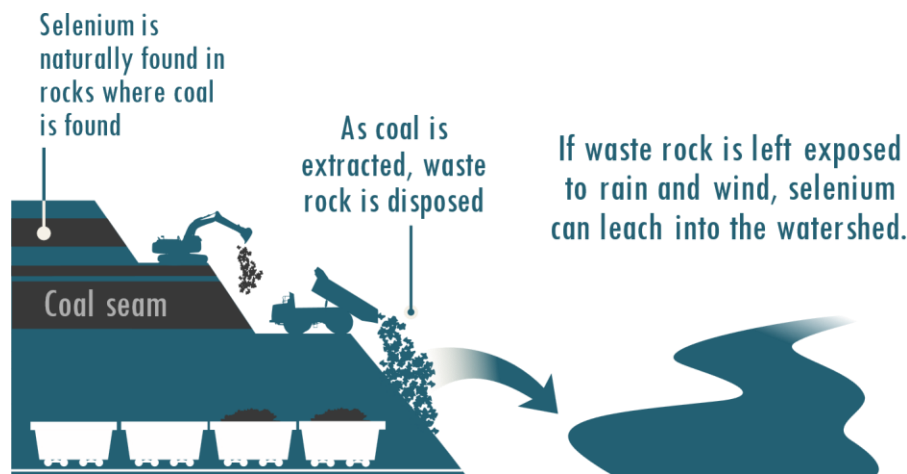 Selenium is
naturally found in
rocks where coal
is found
As coal is
extracted, waste
rock is disposed
If waste rock is left exposed
to rain and wind, selenium
can leach into the watershed.
Coal seam